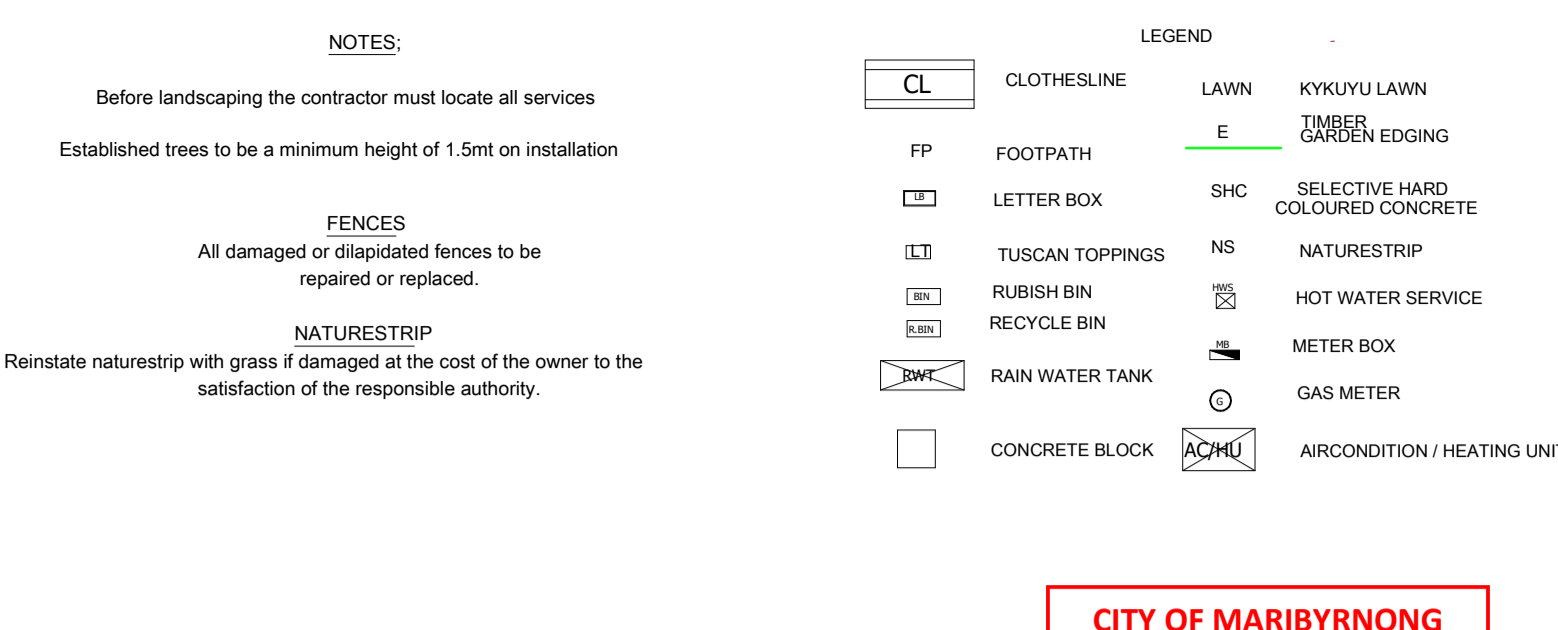 NOTES;
Before landscaping the contractor must locate all services
Established trees to be a minimum height of 1.5mt on installation
FENCES
All damaged or dilapidated fences to be
repaired or replaced.
NATURESTRIP
Reinstate naturestrip with grass if damaged at the cost of the owner to the
satisfaction of the responsible authority.
LEGEND
CL CLOTHESLINE
FP FOOTPATH
LB LETTER BOX
LT TUSCAN TOPPINGS
BIN RUBISH BIN
R.BIN RECYCLE BIN
RWT RAIN WATER TANK
CONCRETE BLOCK
LAWN KYKUYU LAWN
E TIMBER
GARDEN EDGING
SHC SELECTIVE HARD
COLOURED CONCRETE
NS NATURESTRIP
HWS HOT WATER SERVICE
MB METER BOX
G GAS METER
AC/HU AIRCONDITION / HEATING UNIT
CITY OF MARIBYRNONG